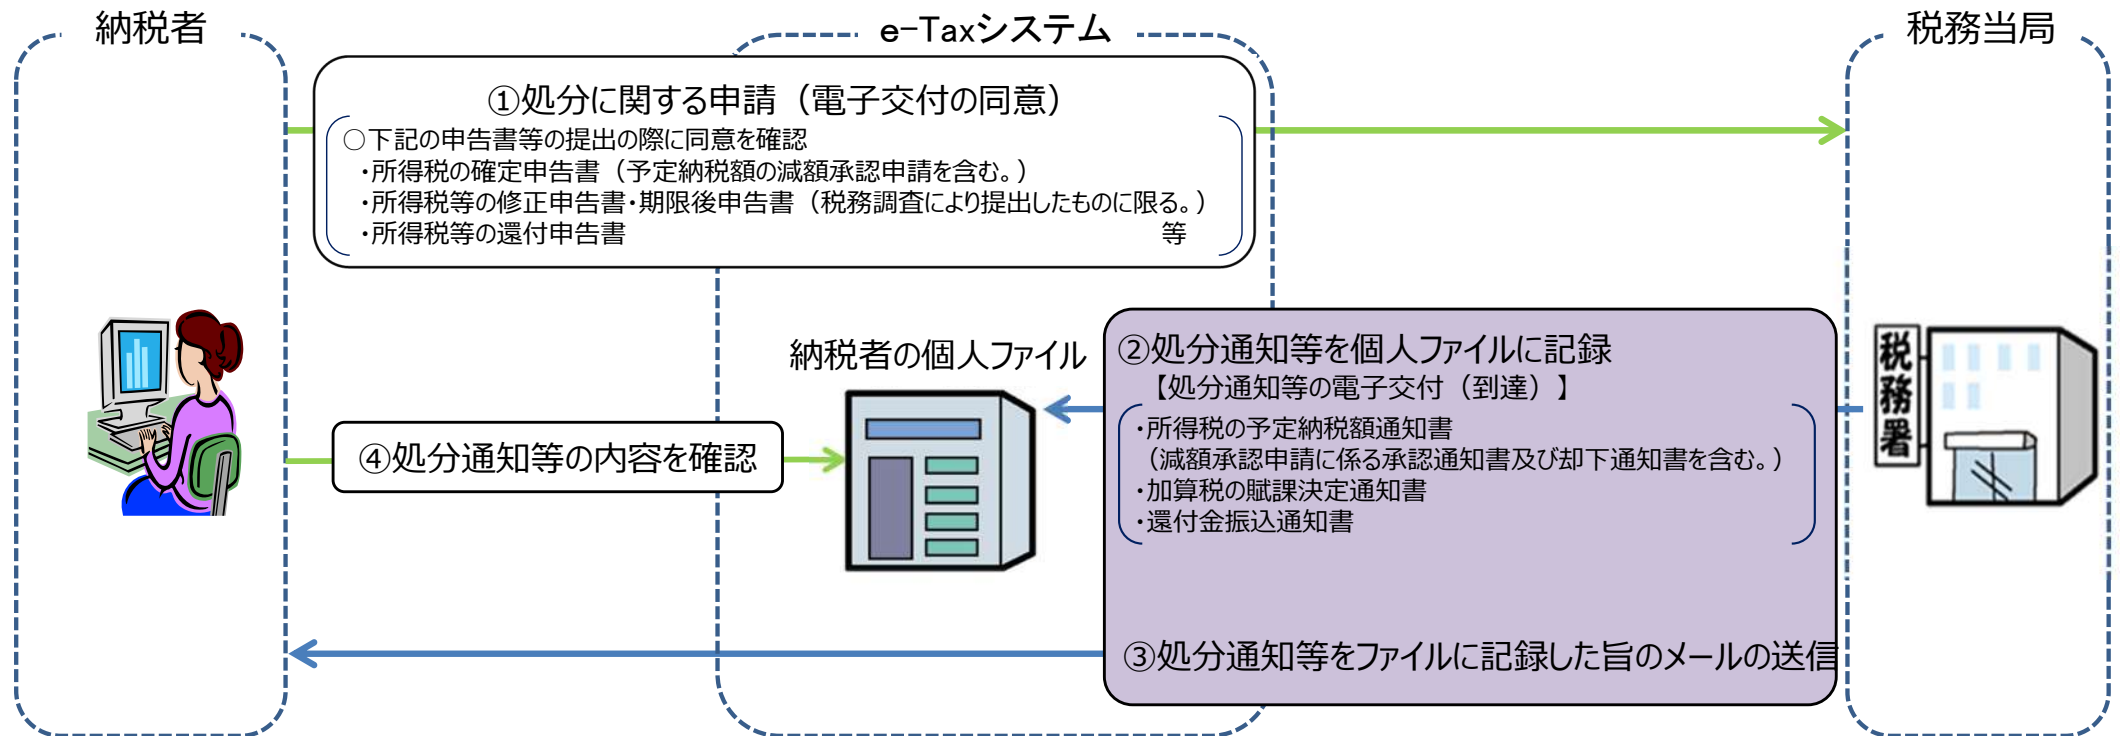 納税者
e-Taxシステム
税務当局
①処分に関する申請（電子交付の同意）
○下記の申告書等の提出の際に同意を確認
・所得税の確定申告書（予定納税額の減額承認申請を含む。）
・所得税等の修正申告書・期限後申告書（税務調査により提出したものに限る。）
・所得税等の還付申告書　等
納税者の個人ファイル
②処分通知等を個人ファイルに記録
【処分通知等の電子交付（到達）】
・所得税の予定納税額通知書
（減額承認申請に係る承認通知書及び却下通知書を含む。）
・加算税の賦課決定通知書
・還付金振込通知書
税務署
④処分通知等の内容を確認
③処分通知等をファイルに記録した旨のメールの送信